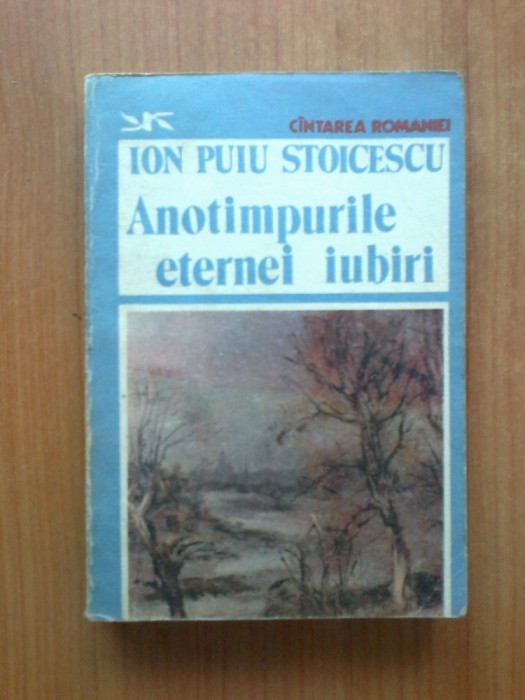 CÎNTAREA ROMANIEI
ION PUIU STOICESCU
Anotimpurile
eternei iubiri